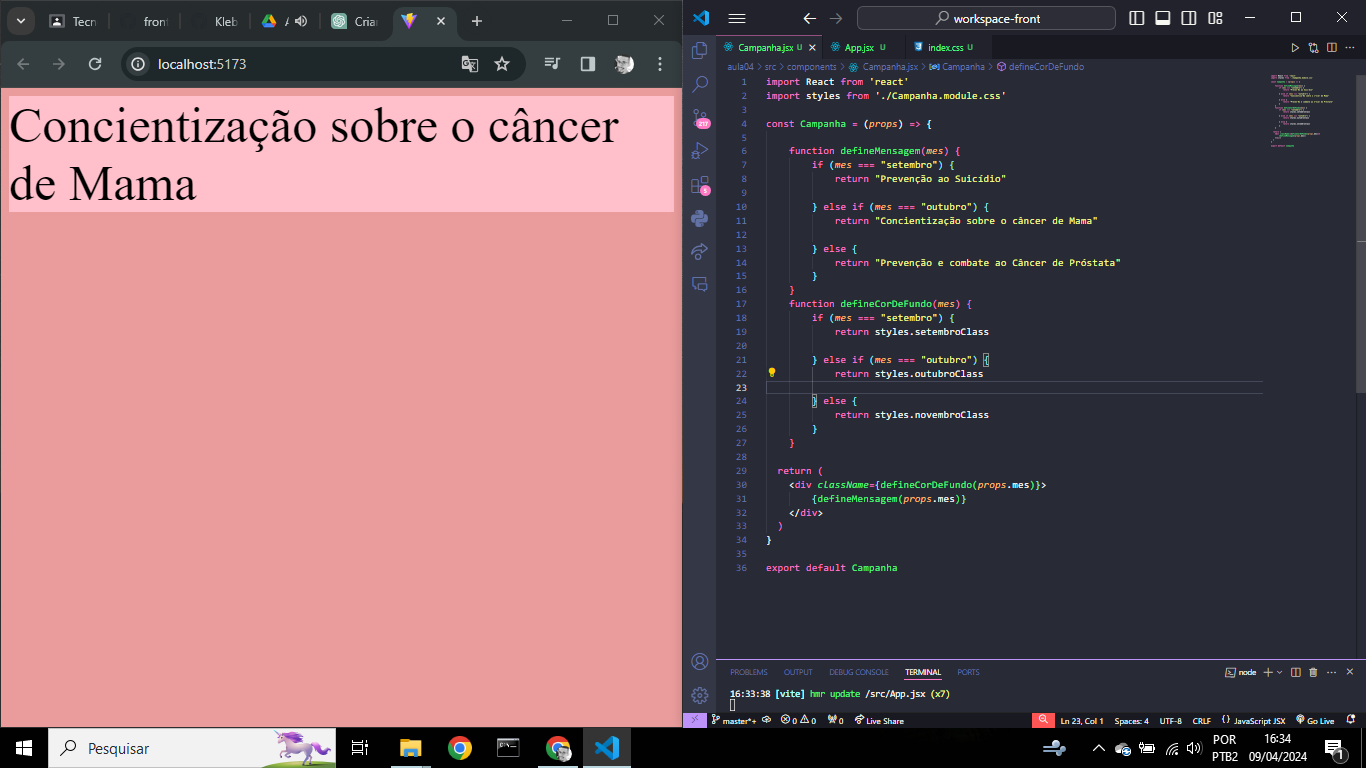 Tecn
front
Kleb
A
Criar
localhost:5173
Concientização sobre o câncer
de Mama
workspace-front
Campanha.jsx U
App.jsx U
index.css U
aula04 > src > components > Campanha.jsx > Campanha > defineCorDeFundo
1 import React from 'react'
2 import styles from './Campanha.module.css'
3
4 const Campanha = (props) => {
5
6 function defineMensagem(mes) {
7 if (mes === "setembro") {
8 return "Prevenção ao Suicídio"
9
10 } else if (mes === "outubro") {
11 return "Concientização sobre o câncer de Mama"
12
13 } else {
14 return "Prevenção e combate ao Câncer de Próstata"
15 }
16 }
17 function defineCorDeFundo(mes) {
18 if (mes === "setembro") {
19 return styles.setembroClass
20
21 } else if (mes === "outubro") {
22 return styles.outubroClass
23
24 } else {
25 return styles.novembroClass
26 }
27 }
28
29 return (
30 <div className={defineCorDeFundo(props.mes)}>
31 {defineMensagem(props.mes)}
32 </div>
33 )
34 }
35
36 export default Campanha
217
5
PROBLEMS OUTPUT DEBUG CONSOLE TERMINAL PORTS
node
16:33:38 [vite] hmr update /src/App.jsx (x7)
master*+ 0 0 0 Live Share
Ln 23, Col 1 Spaces: 4 UTF-8 CRLF {} JavaScript JSX Go Live
Pesquisar
POR
PTB2
16:34
09/04/2024
1